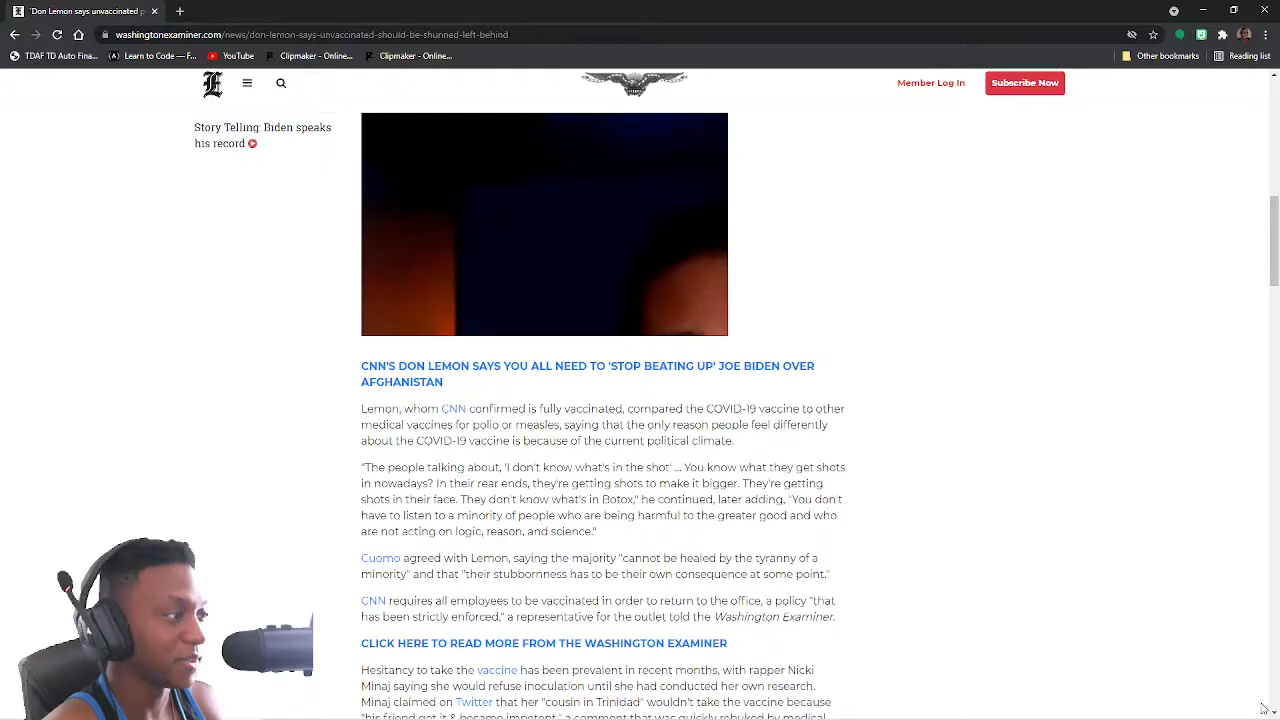 'Don Lemon says unvaccinated p
washingtonexaminer.com/news/don-lemon-says-unvaccinated-should-be-shunned-left-behind
TDAF TD Auto Fina...
Learn to Code — F...
YouTube
Clipmaker - Online...
Clipmaker - Online...
Other bookmarks
Reading list
E
Member Log In
Subscribe Now
Story Telling: Biden speaks
his record
CNN'S DON LEMON SAYS YOU ALL NEED TO 'STOP BEATING UP' JOE BIDEN OVER
AFGHANISTAN
Lemon, whom CNN confirmed is fully vaccinated, compared the COVID-19 vaccine to other
medical vaccines for polio or measles, saying that the only reason people feel differently
about the COVID-19 vaccine is because of the current political climate.
"The people talking about, 'I don't know what's in the shot' ... You know what they get shots
in nowadays? In their rear ends, they're getting shots to make it bigger. They're getting
shots in their face. They don't know what's in Botox," he continued, later adding, "You don't
have to listen to a minority of people who are being harmful to the greater good and who
are not acting on logic, reason, and science."
Cuomo agreed with Lemon, saying the majority "cannot be healed by the tyranny of a
minority" and that "their stubbornness has to be their own consequence at some point."
CNN requires all employees to be vaccinated in order to return to the office, a policy "that
has been strictly enforced," a representative for the outlet told the Washington Examiner.
CLICK HERE TO READ MORE FROM THE WASHINGTON EXAMINER
Hesitancy to take the vaccine has been prevalent in recent months, with rapper Nicki
Minaj saying she would refuse inoculation until she had conducted her own research.
Minaj claimed on Twitter that her "cousin in Trinidad" wouldn't take the vaccine because
"his friend got it & became impotent," a comment that was quickly rebuked by medical